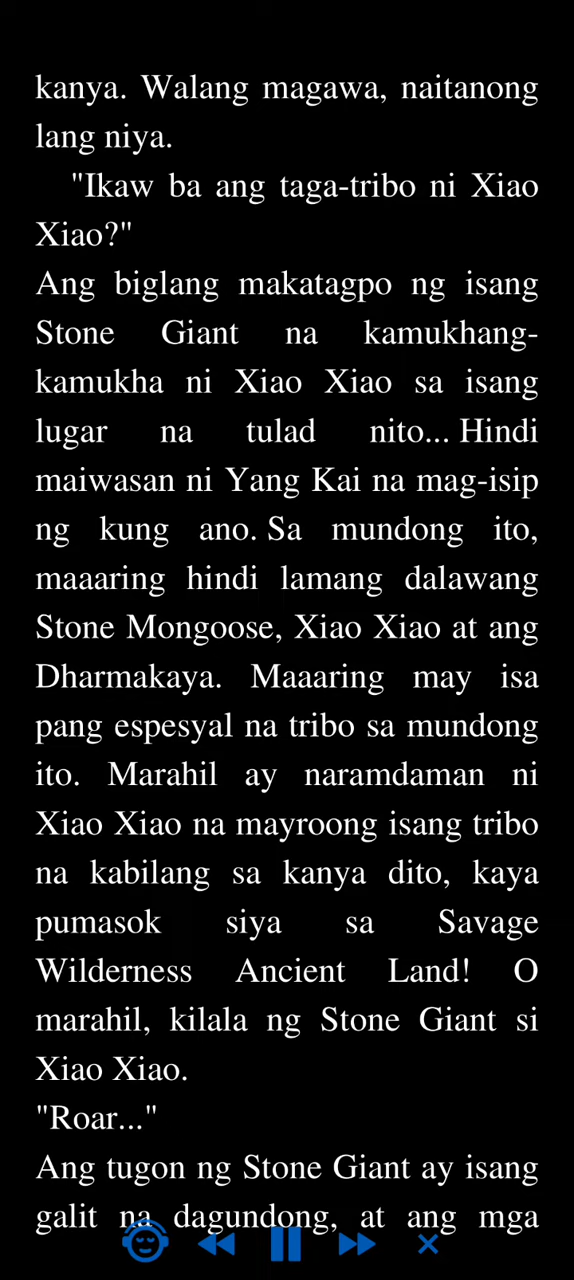 kanya. Walang magawa, naitanong
lang niya.
"Ikaw ba ang taga-tribo ni Xiao
Xiao?"
Ang biglang makatagpo ng isang
Stone Giant na kamukhang-
kamukha ni Xiao Xiao sa isang
lugar na tulad nito... Hindi
maiwasan ni Yang Kai na mag-isip
ng kung ano. Sa mundong ito,
maaaring hindi lamang dalawang
Stone Mongoose, Xiao Xiao at ang
Dharmakaya. Maaaring may isa
pang espesyal na tribo sa mundong
ito. Marahil ay naramdaman ni
Xiao Xiao na mayroong isang tribo
na kabilang sa kanya dito, kaya
pumasok siya sa Savage
Wilderness Ancient Land! O
marahil, kilala ng Stone Giant si
Xiao Xiao.
"Roar..."
Ang tugon ng Stone Giant ay isang
galit na dagundong, at ang mga